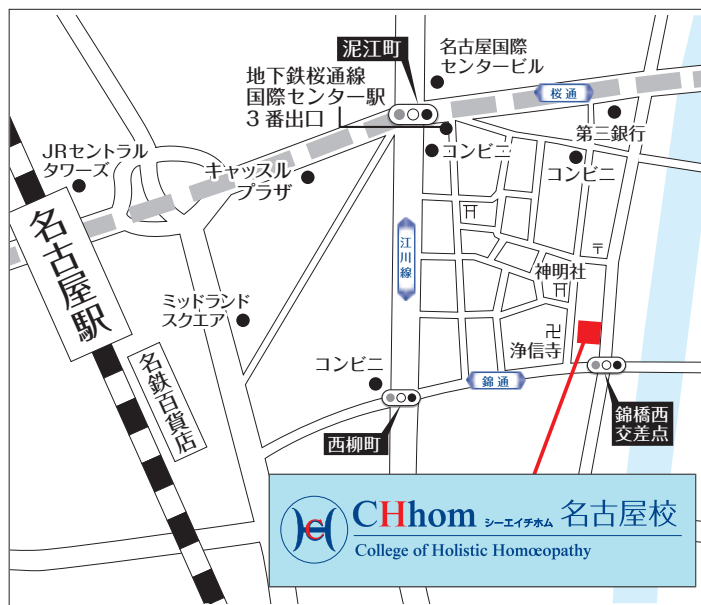 泥江町
名古屋国際
センタービル
地下鉄桜通線
国際センター駅
3番出口
桜通
第三銀行
JRセントラル
タワーズ
キャッスル
プラザ
コンビニ
コンビニ
名古屋駅
江川線
〒
神明社
ミッドランド
スクエア
卍
浄信寺
名鉄百貨店
コンビニ
錦通
西柳町
錦橋西
交差点
CHhom シーエイチホム 名古屋校
College of Holistic Homœopathy